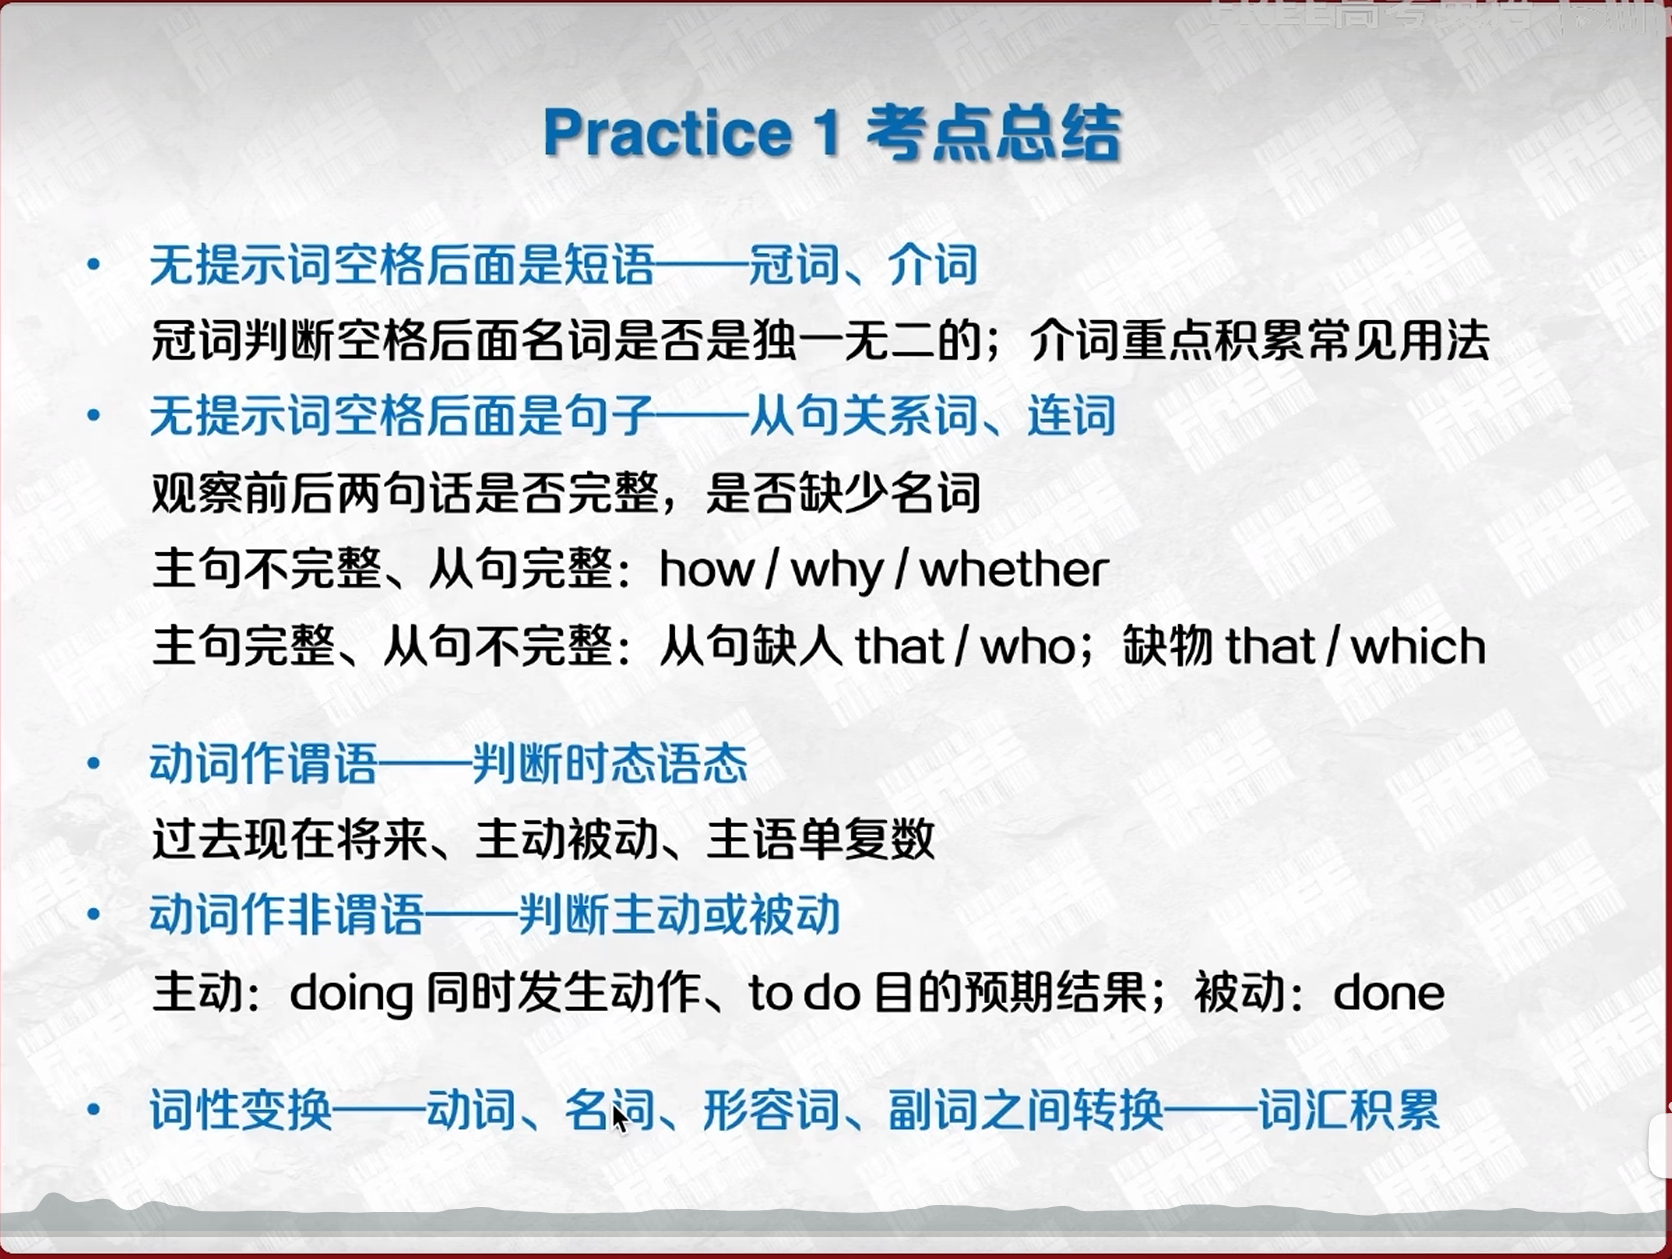 Practice 1 考点总结
• 无提示词空格后面是短语——冠词、介词
冠词判断空格后面名词是否是独一无二的；介词重点积累常见用法
• 无提示词空格后面是句子——从句关系词、连词
观察前后两句话是否完整，是否缺少名词
主句不完整、从句完整：how / why / whether
主句完整、从句不完整：从句缺人 that / who；缺物 that / which
• 动词作谓语——判断时态语态
过去现在将来、主动被动、主语单复数
• 动词作非谓语——判断主动或被动
主动：doing 同时发生动作、to do 目的预期结果；被动：done
• 词性变换——动词、名词、形容词、副词之间转换——词汇积累